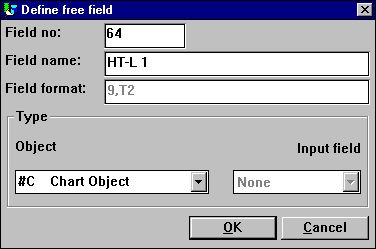 Define free field
Field no: 64
Field name: HT-L 1
Field format: 9,T2
Type
Object Input field
#C Chart Object None
OK Cancel